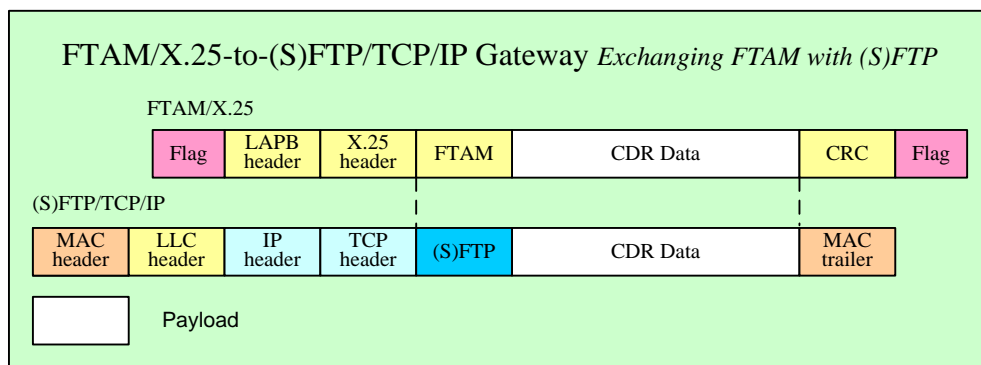 FTAM/X.25-to-(S)FTP/TCP/IP Gateway Exchanging FTAM with (S)FTP
FTAM/X.25
Flag LAPB header X.25 header FTAM CDR Data CRC Flag
(S)FTP/TCP/IP
MAC header LLC header IP header TCP header (S)FTP CDR Data MAC trailer
Payload